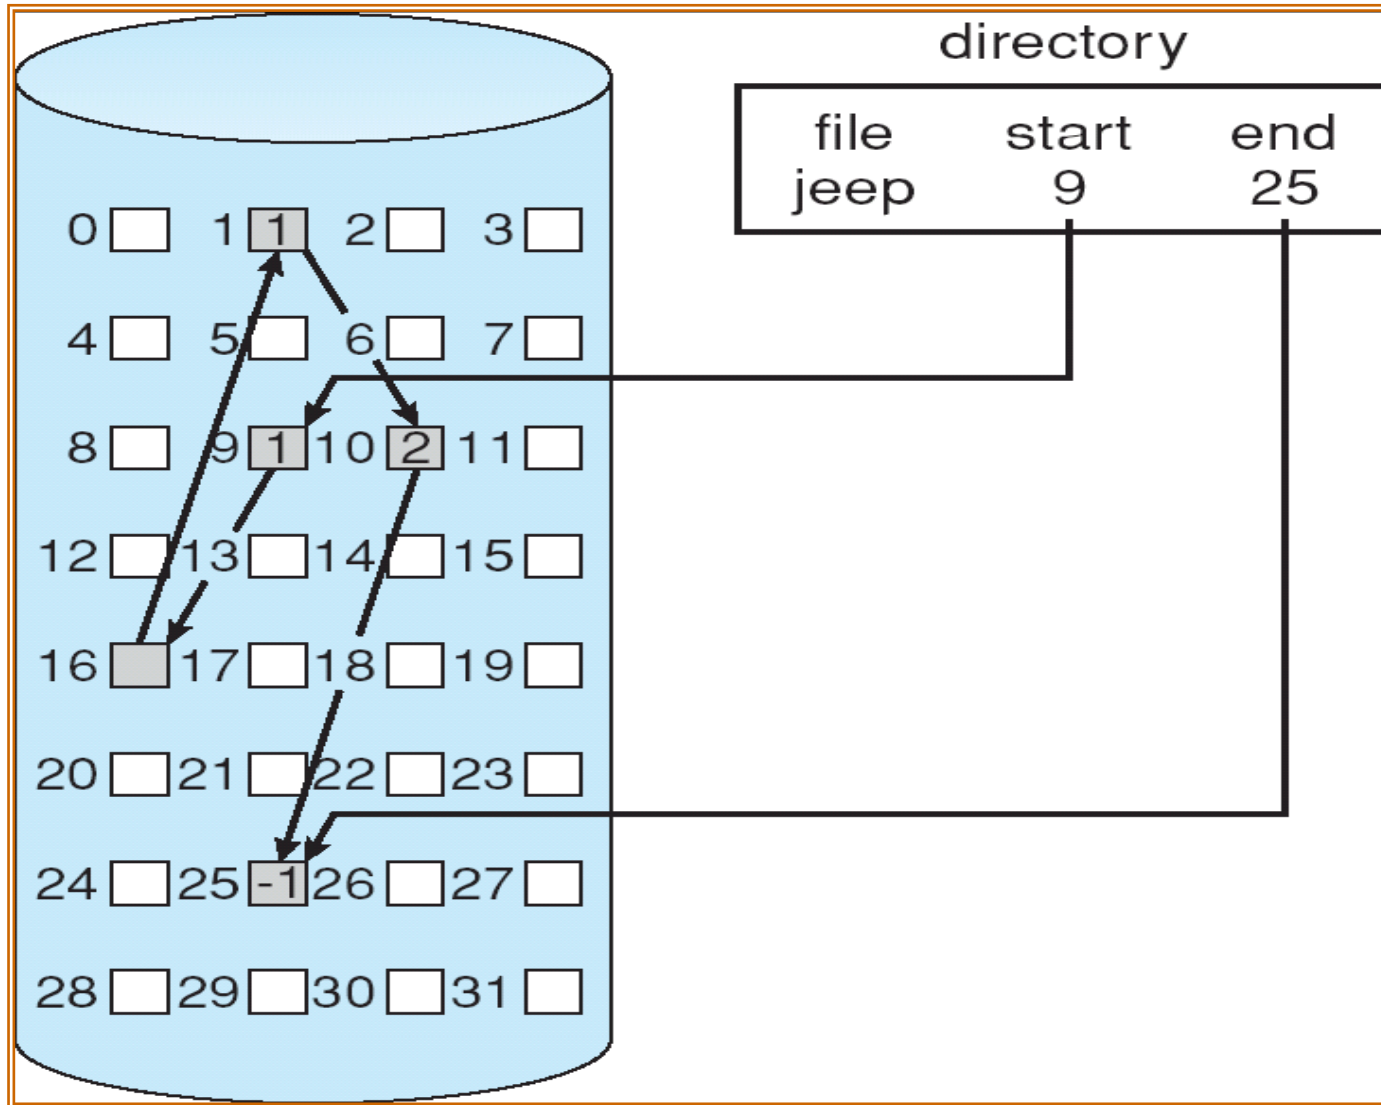 directory
file start end
jeep 9 25
0 1 1 2 3
4 5 6 7
8 9 1 10 2 11
12 13 14 15
16 17 18 19
20 21 22 23
24 25 -1 26 27
28 29 30 31